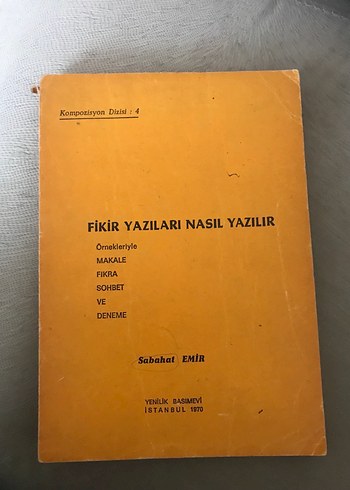 Kompozisyon Dizisi : 4
FİKİR YAZILARI NASIL YAZILIR
Örnekleriyle
MAKALE
FIKRA
SOHBET
VE
DENEME
Sabahat EMİR
YENİLİK BASIMEVİ
İSTANBUL 1970